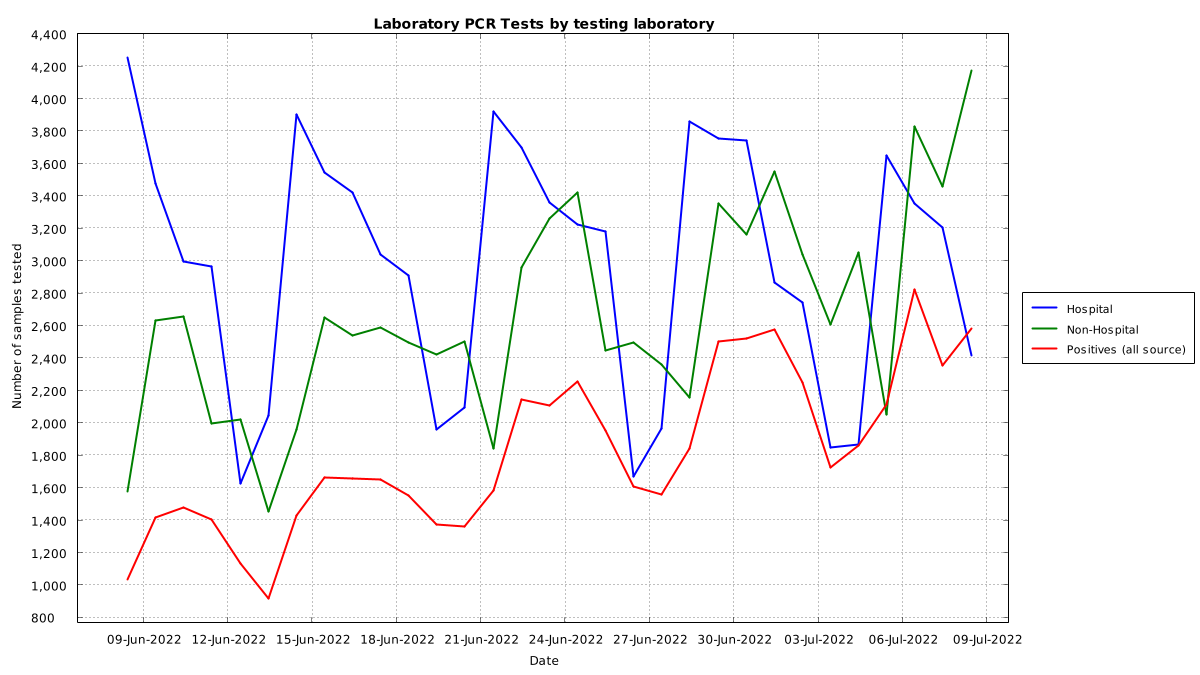 Laboratory PCR Tests by testing laboratory
4,400
4,200
4,000
3,800
3,600
3,400
3,200
3,000
2,800
2,600
2,400
2,200
2,000
1,800
1,600
1,400
1,200
1,000
800
Number of samples tested
09-Jun-2022 12-Jun-2022 15-Jun-2022 18-Jun-2022 21-Jun-2022 24-Jun-2022 27-Jun-2022 30-Jun-2022 03-Jul-2022 06-Jul-2022 09-Jul-2022
Date
Hospital
Non-Hospital
Positives (all source)